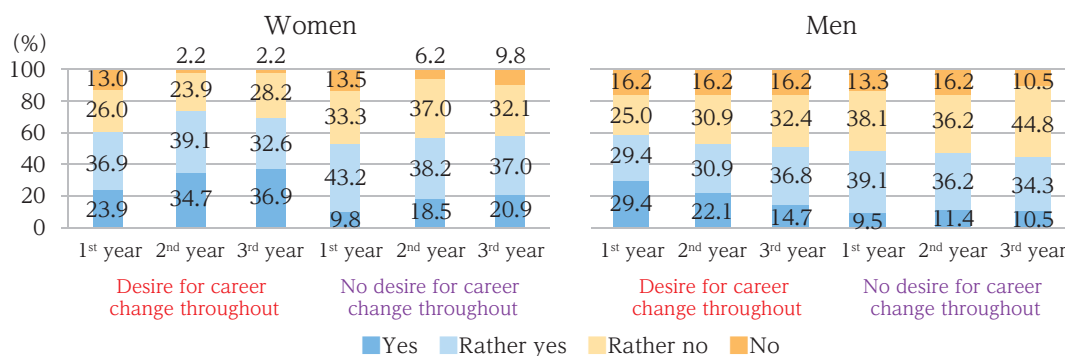 Women
Men
(%)
2.2 2.2 6.2 9.8
100
80
60
40
20
0
13.0 23.9 28.2 13.5 37.0 32.1
26.0 39.1 32.6 33.3 38.2 37.0
36.9 34.7 36.9 43.2 18.5 20.9
23.9 9.8
16.2 16.2 16.2 13.3 16.2 10.5
25.0 30.9 32.4 38.1 36.2 44.8
29.4 30.9 36.8 39.1 36.2 34.3
29.4 22.1 14.7 9.5 11.4 10.5
1st year 2nd year 3rd year 1st year 2nd year 3rd year
1st year 2nd year 3rd year 1st year 2nd year 3rd year
Desire for career
change throughout
No desire for career
change throughout
Desire for career
change throughout
No desire for career
change throughout
Yes Rather yes Rather no No